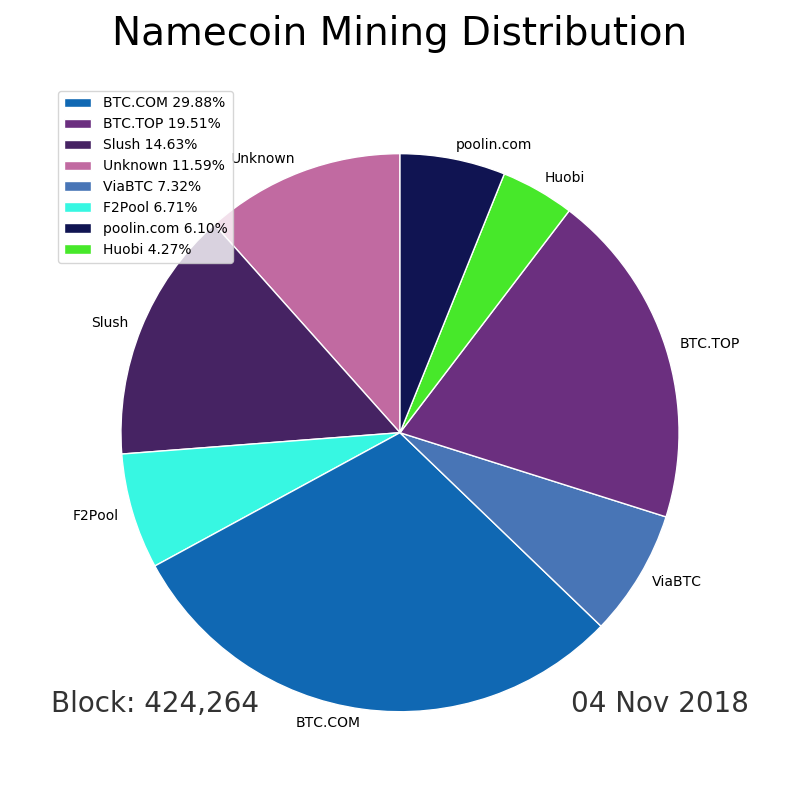 Namecoin Mining Distribution
BTC.COM 29.88%
BTC.TOP 19.51%
Slush 14.63%
Unknown 11.59%
ViaBTC 7.32%
F2Pool 6.71%
poolin.com 6.10%
Huobi 4.27%
poolin.com
Unknown
Huobi
Slush
BTC.TOP
F2Pool
ViaBTC
Block: 424,264
04 Nov 2018
BTC.COM